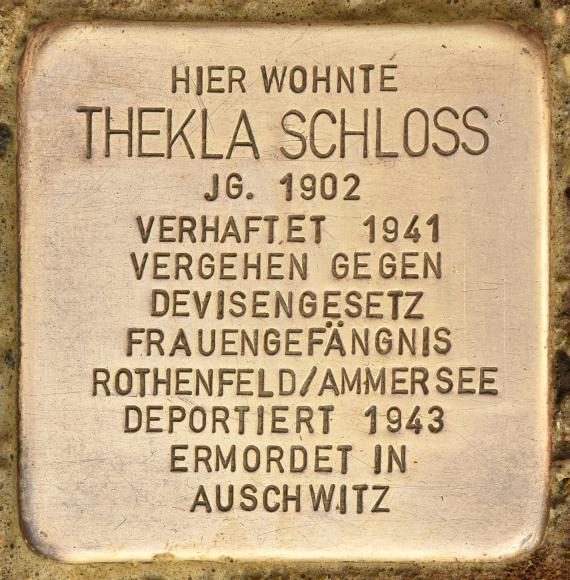 HIER WOHNTE
THEKLA SCHLOSS
JG. 1902
VERHAFTET 1941
VERGEHEN GEGEN
DEVISENGESETZ
FRAUENGEFÄNGNIS
ROTHENFELD/AMMERSEE
DEPORTIERT 1943
ERMORDET IN
AUSCHWITZ